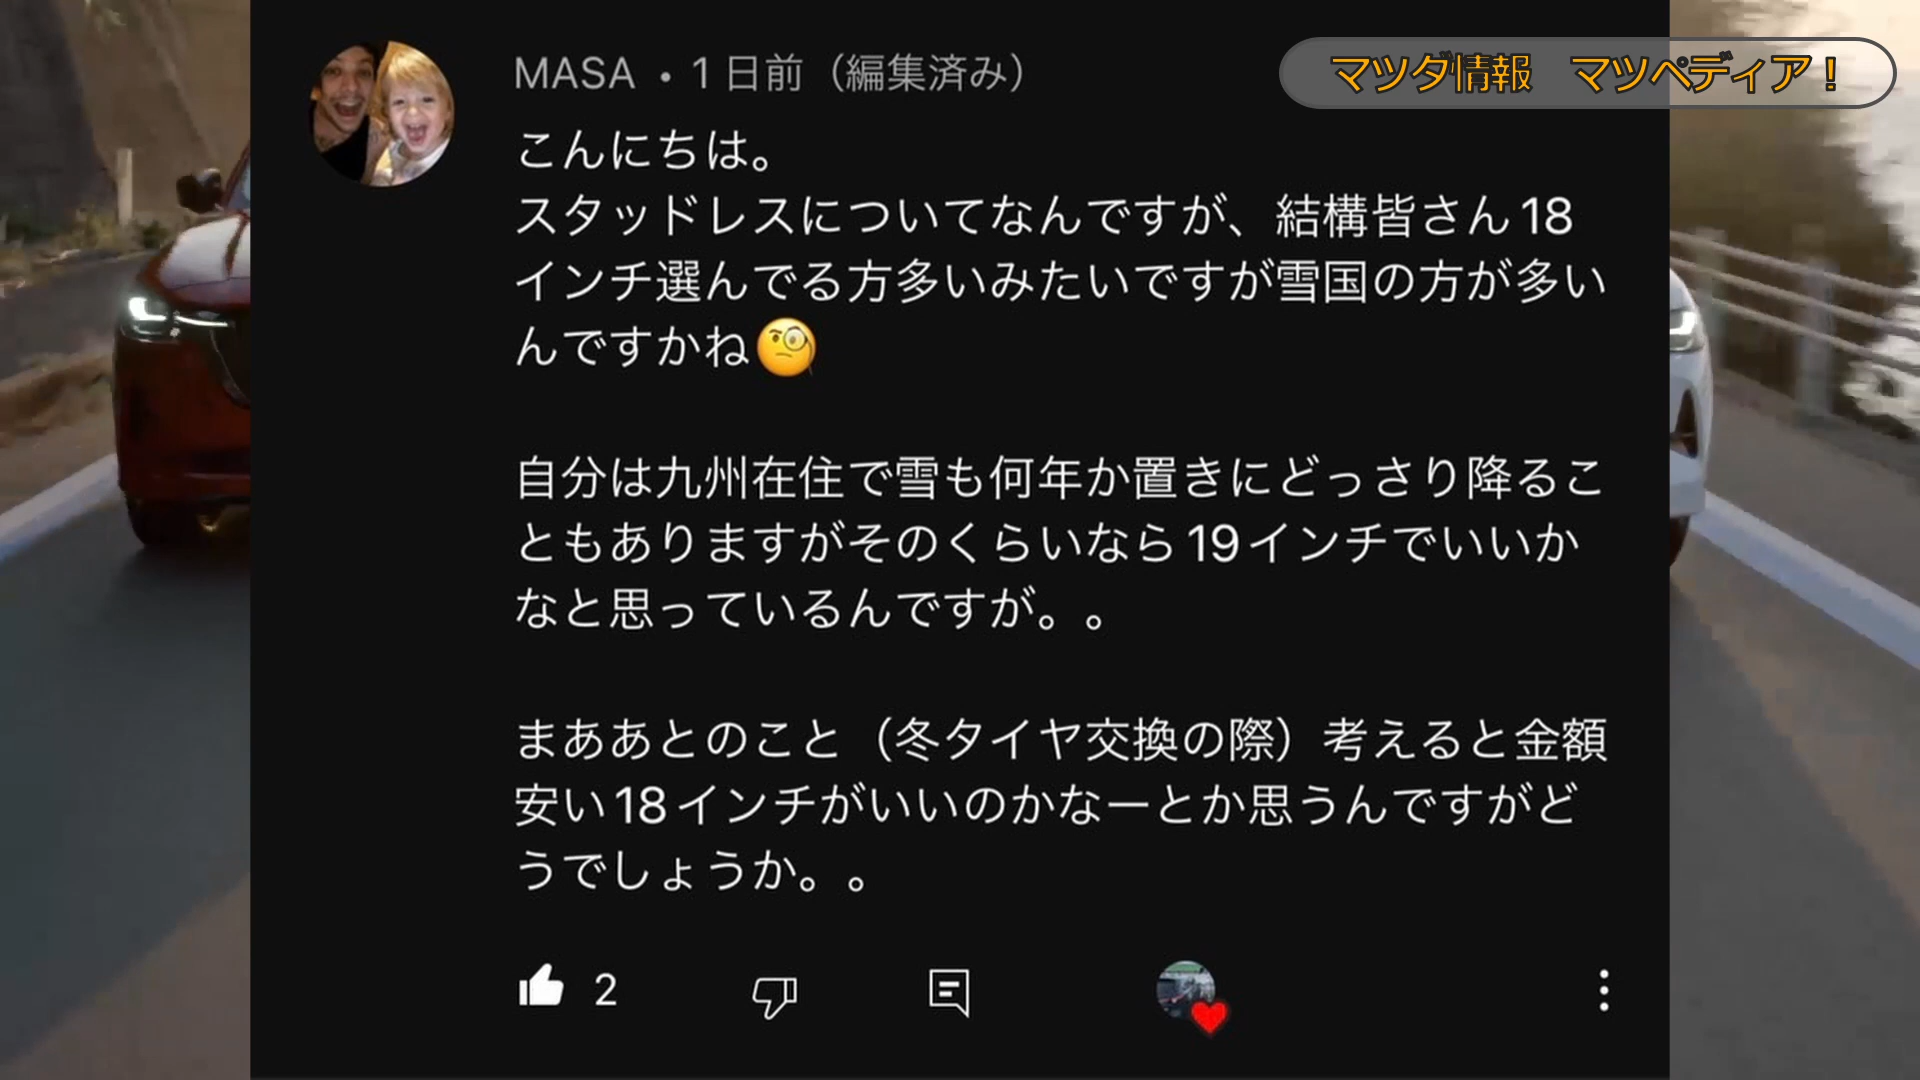 マツダ情報　マツペディア！
MASA・1日前（編集済み）
こんにちは。
スタッドレスについてなんですが、結構皆さん18
インチ選んでる方多いみたいですが雪国の方が多い
んですかね🧐
自分は九州在住で雪も何年か置きにどっさり降るこ
ともありますがそのくらいなら19インチでいいか
なと思っているんですが。。
まああとのこと（冬タイヤ交換の際）考えると金額
安い18インチがいいのかなーとか思うんですがど
うでしょうか。。
2